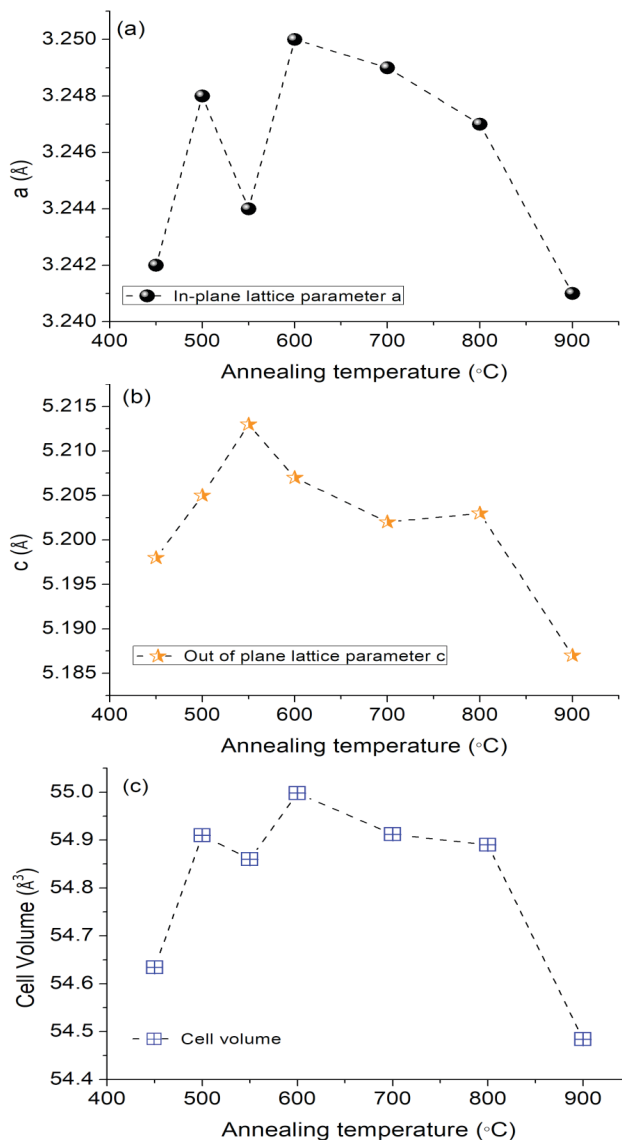 (a)
3.250
3.248
3.246
3.244
3.242
3.240
a (Å)
In-plane lattice parameter a
400 500 600 700 800 900
Annealing temperature (◦C)
(b)
5.215
5.210
5.205
5.200
5.195
5.190
5.185
c (Å)
Out of plane lattice parameter c
400 500 600 700 800 900
Annealing temperature (◦C)
(c)
55.0
54.9
54.8
54.7
54.6
54.5
54.4
Cell Volume (Å³)
Cell volume
400 500 600 700 800 900
Annealing temperature (◦C)